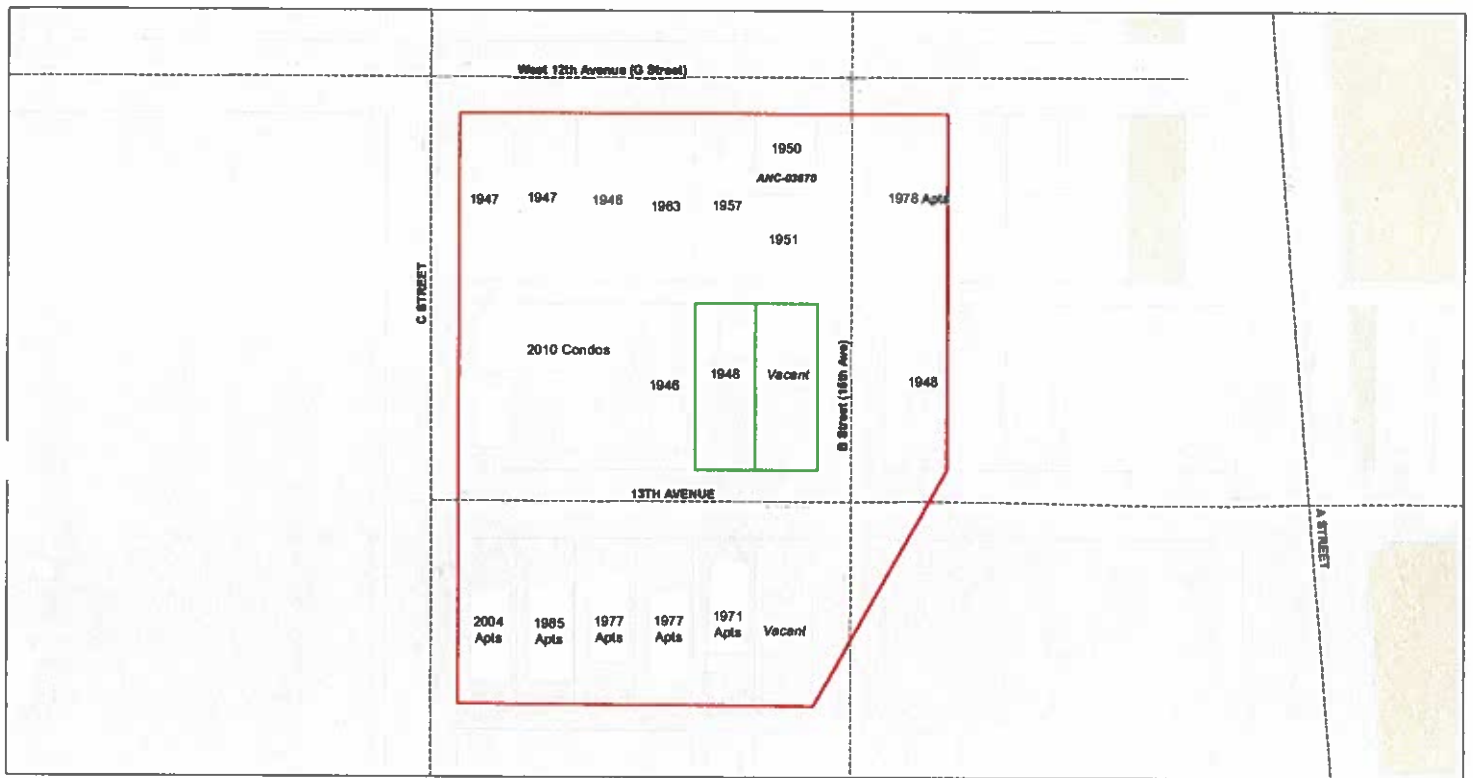 West 12th Avenue (G Street)
1950
ANC-03670
1947
1947
1946
1963
1957
1978 Apts
1951
C STREET
2010 Condos
1946
1948
Vacant
B Street (15th Ave)
1948
13TH AVENUE
A STREET
2004
Apts
1985
Apts
1977
Apts
1977
Apts
1971
Apts
Vacant